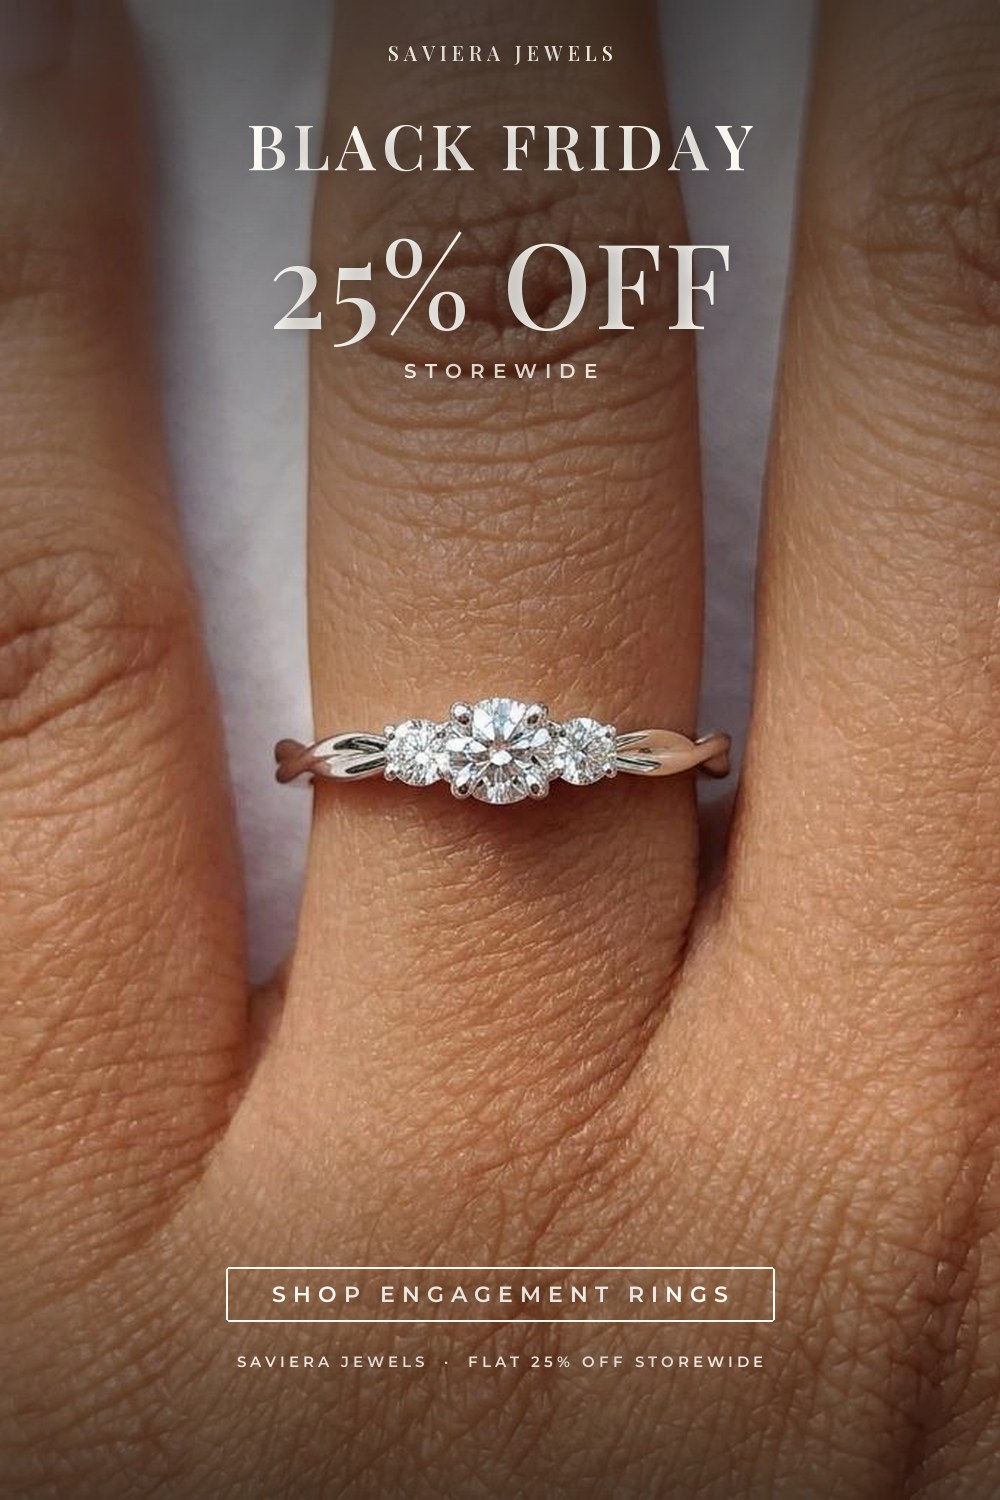 SAVIERA JEWELS
BLACK FRIDAY
25% OFF
STOREWIDE
SHOP ENGAGEMENT RINGS
SAVIERA JEWELS · FLAT 25% OFF STOREWIDE